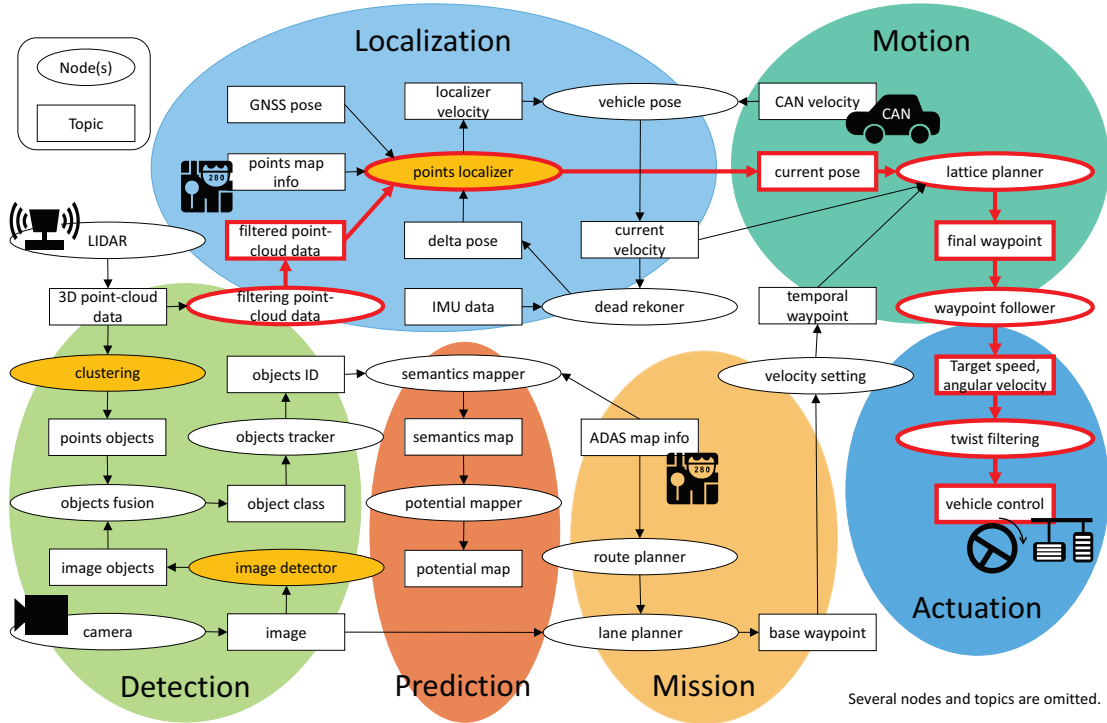 Localization
Motion
Node(s)
Topic
GNSS pose
localizer
velocity
vehicle pose
CAN velocity
CAN
points map
info
280
points localizer
current pose
lattice planner
LIDAR
filtered point-
cloud data
delta pose
current
velocity
final waypoint
3D point-cloud
data
filtering point-
cloud data
IMU data
dead rekoner
temporal
waypoint
waypoint follower
clustering
objects ID
semantics mapper
velocity setting
Target speed,
angular velocity
points objects
objects tracker
semantics map
ADAS map info
280
twist filtering
objects fusion
object class
potential mapper
vehicle control
image objects
image detector
potential map
route planner
camera
image
lane planner
base waypoint
Actuation
Detection
Prediction
Mission
Several nodes and topics are omitted.